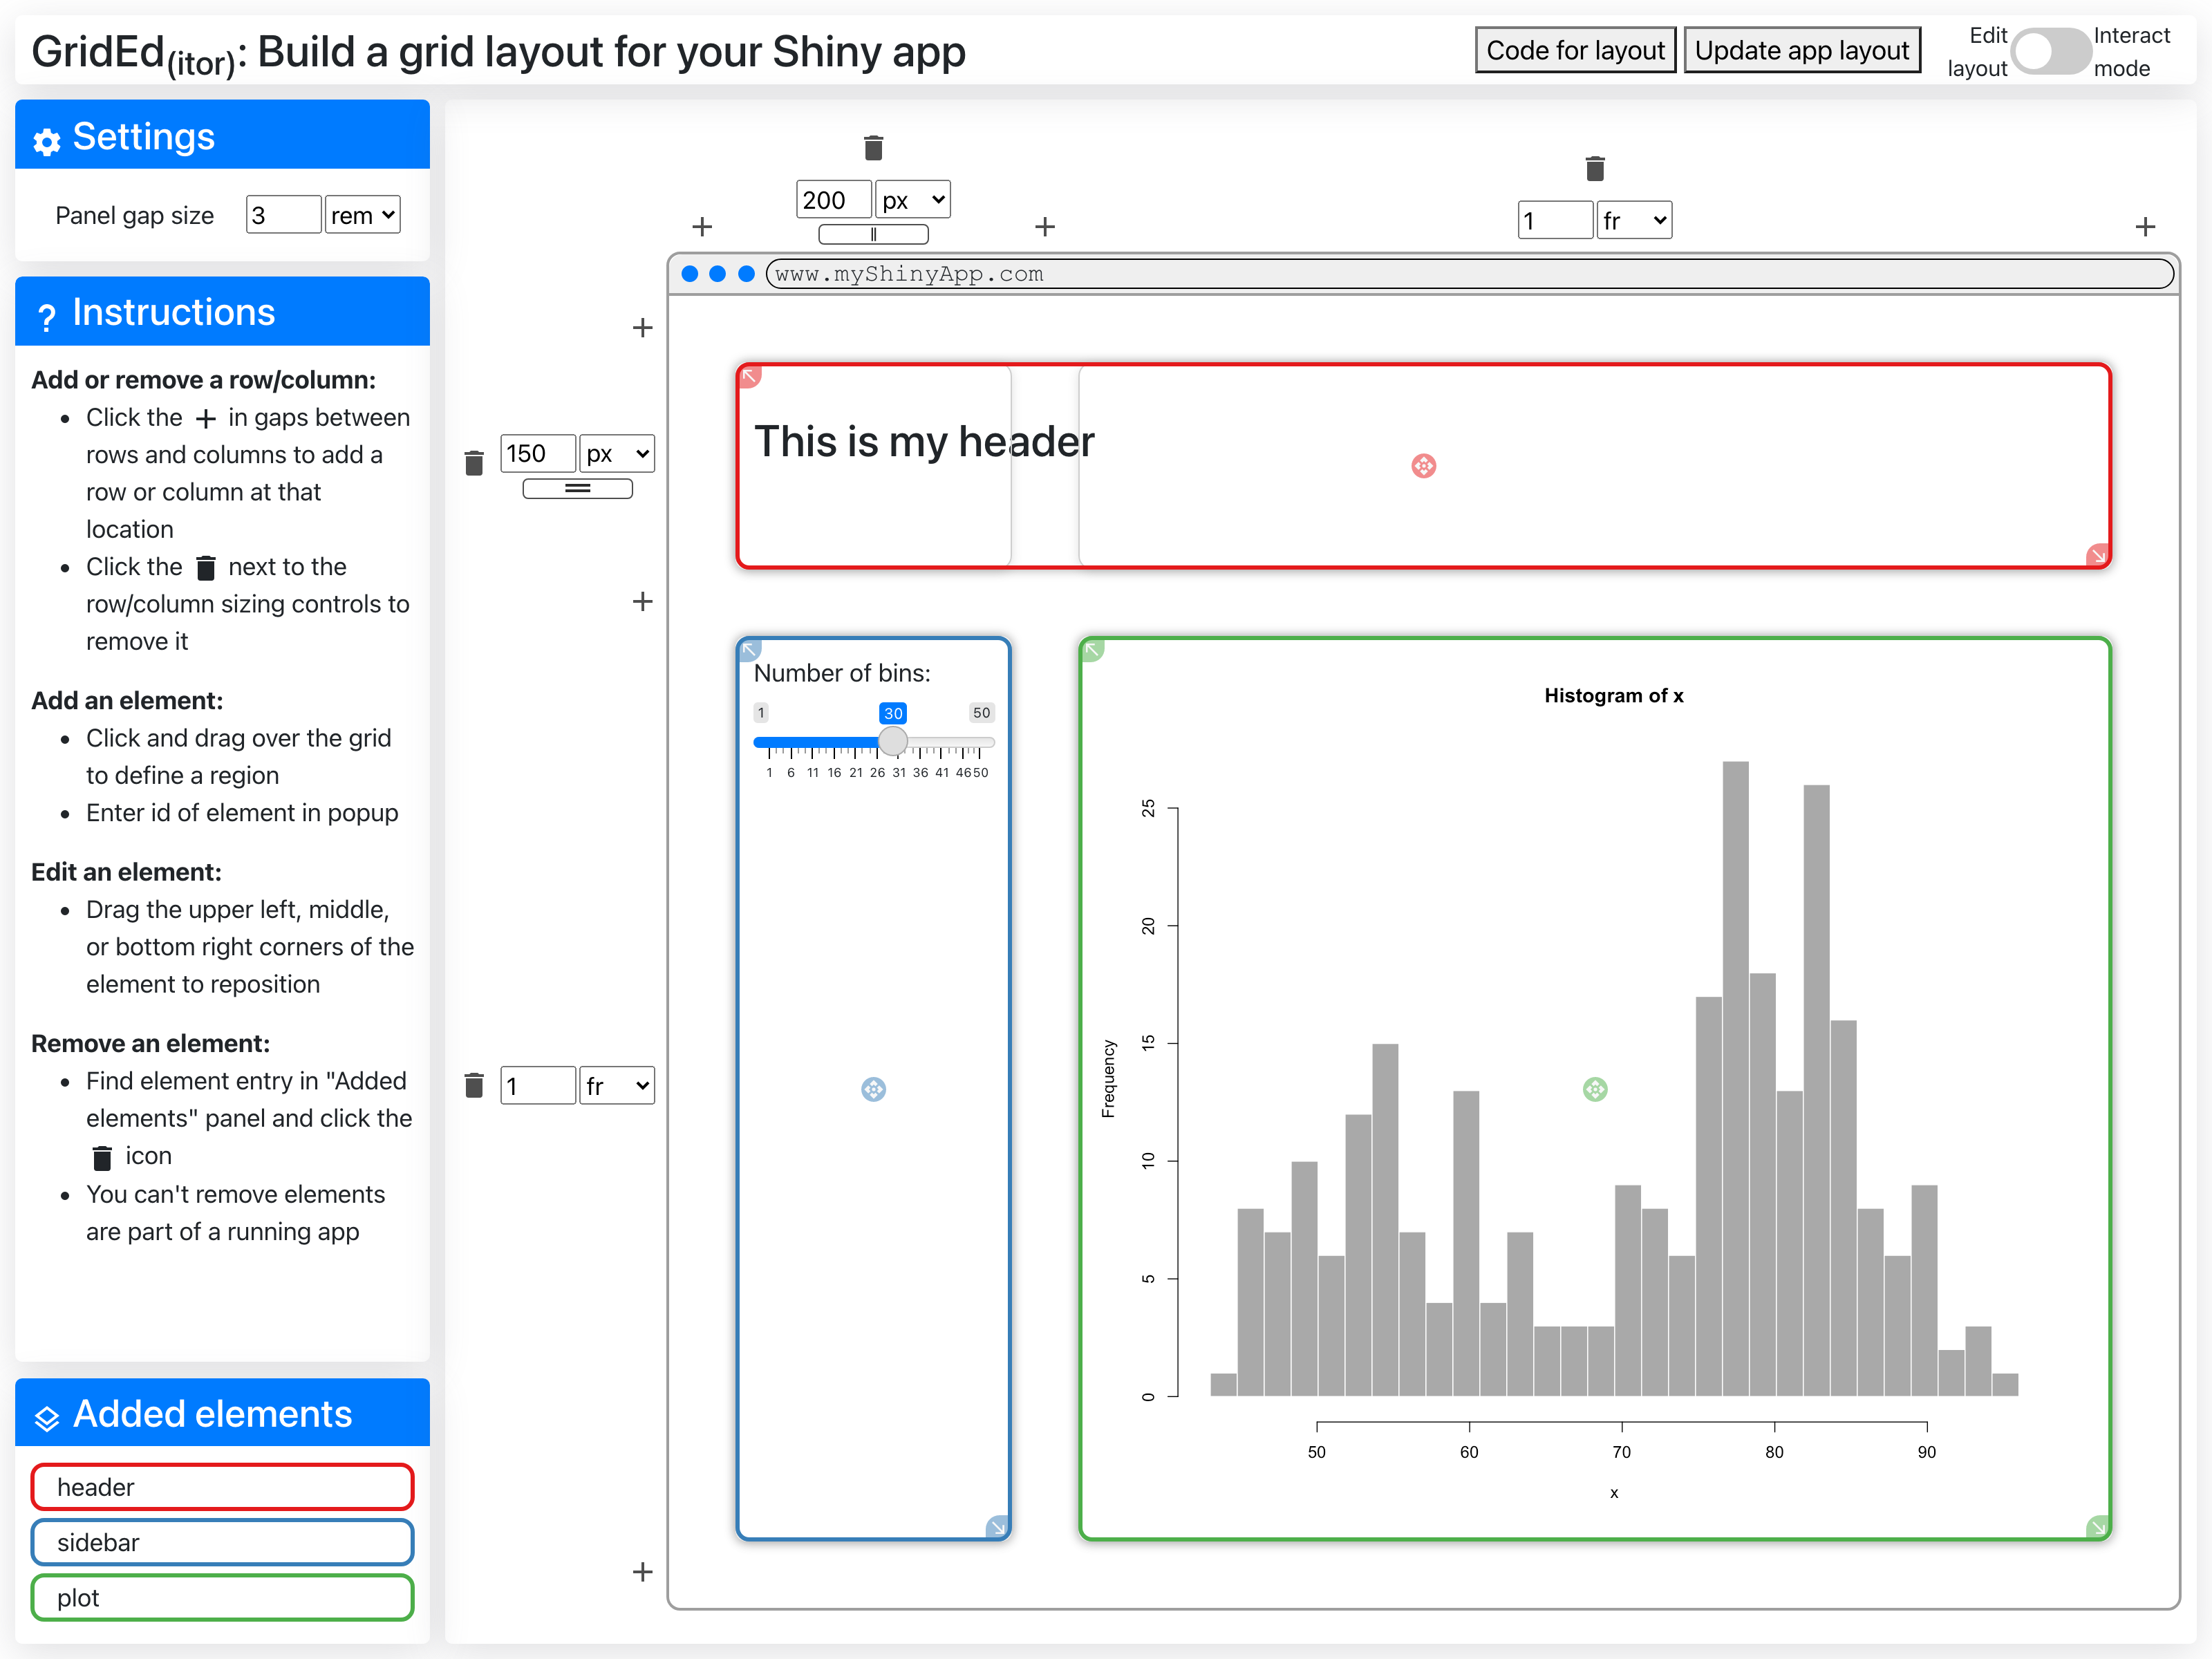 GridEd(itor): Build a grid layout for your Shiny app
Code for layout
Update app layout
Edit
layout
Interact
mode
Settings
Panel gap size 3 rem
? Instructions
Add or remove a row/column:
• Click the + in gaps between
rows and columns to add a
row or column at that
location
• Click the next to the
row/column sizing controls to
remove it
Add an element:
• Click and drag over the grid
to define a region
• Enter id of element in popup
Edit an element:
• Drag the upper left, middle,
or bottom right corners of the
element to reposition
Remove an element:
• Find element entry in "Added
elements" panel and click the
icon
• You can't remove elements
are part of a running app
Added elements
header
sidebar
plot
200 px
1 fr
www.myShinyApp.com
150 px
This is my header
1 fr
Number of bins:
1 30 50
1 6 11 16 21 26 31 36 41 46 50
Histogram of x
Frequency
25
20
15
10
5
0
50 60 70 80 90
x